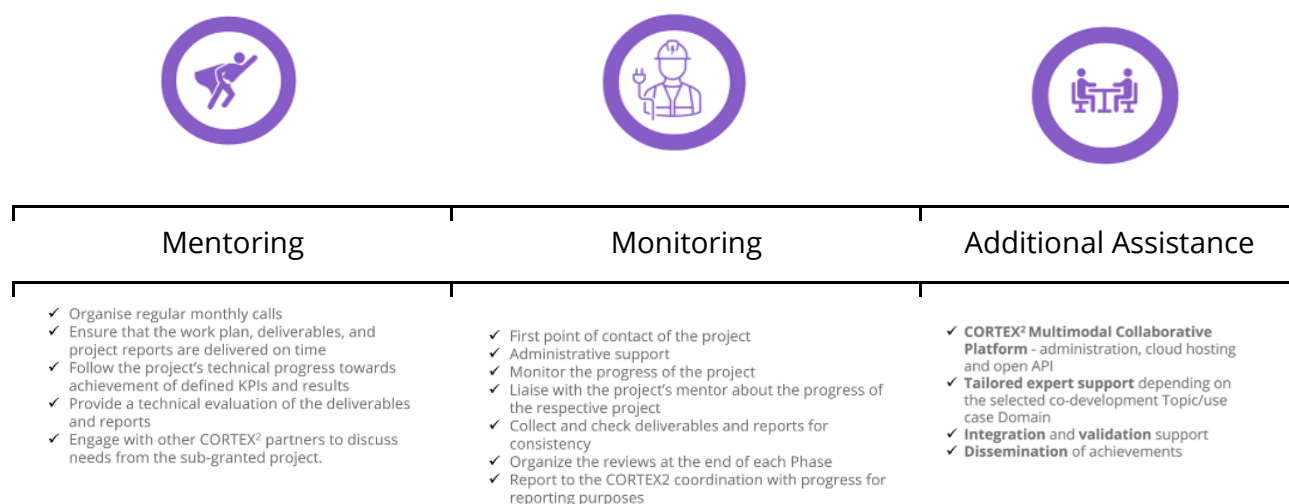 Mentoring
Monitoring
Additional Assistance
✓ Organise regular monthly calls
✓ Ensure that the work plan, deliverables, and
project reports are delivered on time
✓ Follow the project's technical progress towards
achievement of defined KPIs and results
✓ Provide a technical evaluation of the deliverables
and reports
✓ Engage with other CORTEX² partners to discuss
needs from the sub-granted project.
✓ First point of contact of the project
✓ Administrative support
✓ Monitor the progress of the project
✓ Liaise with the project's mentor about the progress of
the respective project
✓ Collect and check deliverables and reports for
consistency
✓ Organize the reviews at the end of each Phase
✓ Report to the CORTEX2 coordination with progress for
reporting purposes
✓ CORTEX² Multimodal Collaborative
Platform - administration, cloud hosting
and open API
✓ Tailored expert support depending on
the selected co-development Topic/use
case Domain
✓ Integration and validation support
✓ Dissemination of achievements